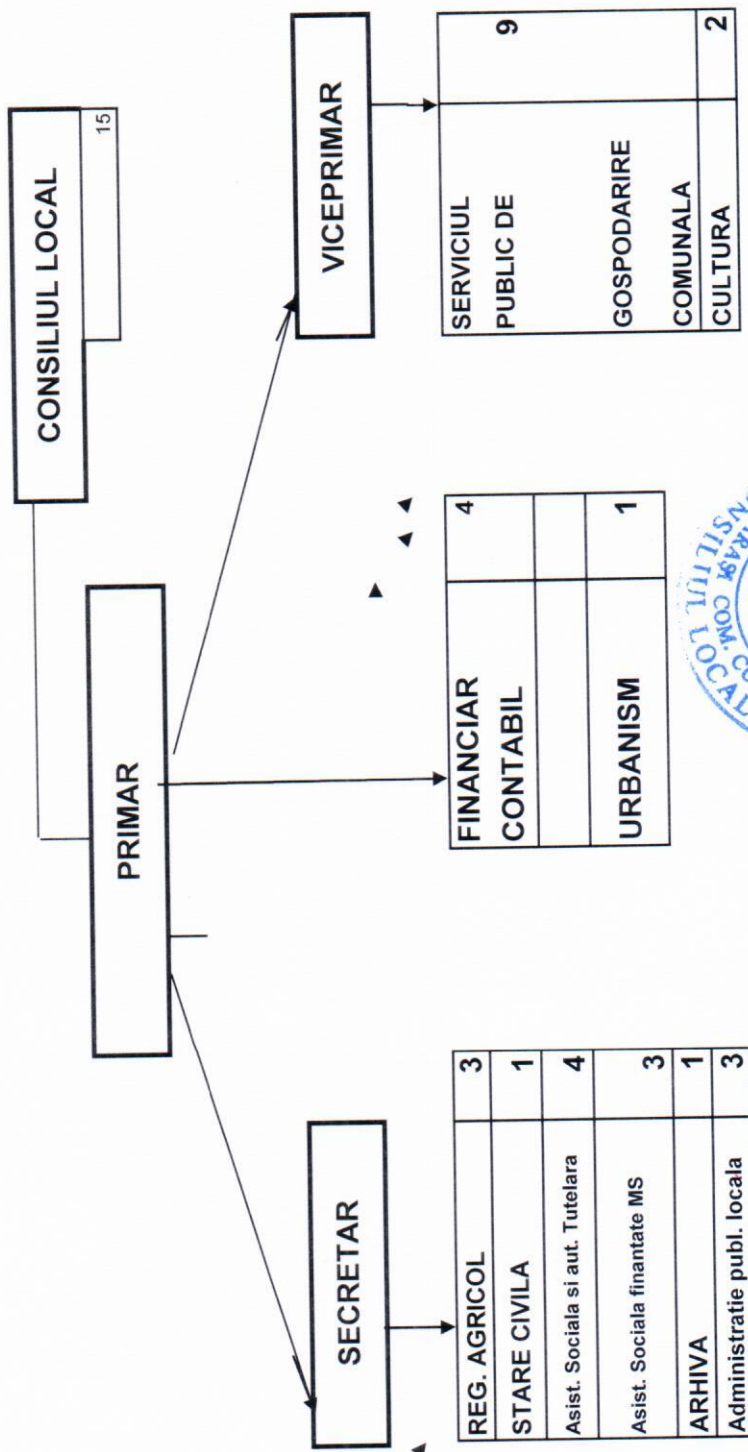 CONSILIUL LOCAL
15
PRIMAR
SECRETAR
VICEPRIMAR
REG. AGRICOL 3
STARE CIVILA 1
Asist. Sociala si aut. Tutelara 4
Asist. Sociala finantate MS 3
ARHIVA 1
Administratie publ. locala 3
FINANCIAR 4
CONTABIL
URBANISM 1
SERVICIUL
PUBLIC DE 9
GOSPODARIRE
COMUNALA
CULTURA 2
COM.